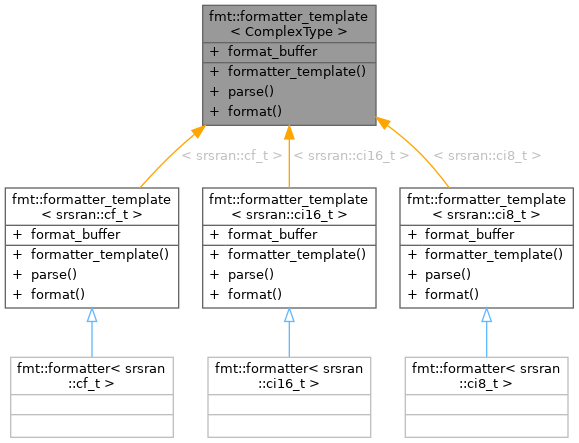 fmt::formatter_template
< ComplexType >
+ format_buffer
+ formatter_template()
+ parse()
+ format()
< srsran::cf_t >
< srsran::ci16_t >
< srsran::ci8_t >
fmt::formatter_template
< srsran::cf_t >
+ format_buffer
+ formatter_template()
+ parse()
+ format()
fmt::formatter_template
< srsran::ci16_t >
+ format_buffer
+ formatter_template()
+ parse()
+ format()
fmt::formatter_template
< srsran::ci8_t >
+ format_buffer
+ formatter_template()
+ parse()
+ format()
fmt::formatter< srsran
::cf_t >
fmt::formatter< srsran
::ci16_t >
fmt::formatter< srsran
::ci8_t >